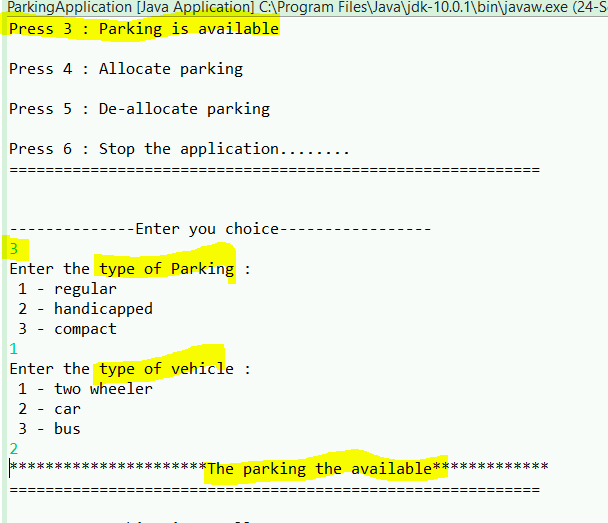 ParkingApplication [Java Application] C:\Program Files\Java\jdk-10.0.1\bin\javaw.exe (24-S
Press 3 : Parking is available
Press 4 : Allocate parking
Press 5 : De-allocate parking
Press 6 : Stop the application........
===========================================================
--------------Enter you choice-----------------
3
Enter the type of Parking :
1 - regular
2 - handicapped
3 - compact
1
Enter the type of vehicle :
1 - two wheeler
2 - car
3 - bus
2
**********************The parking the available*************
===========================================================